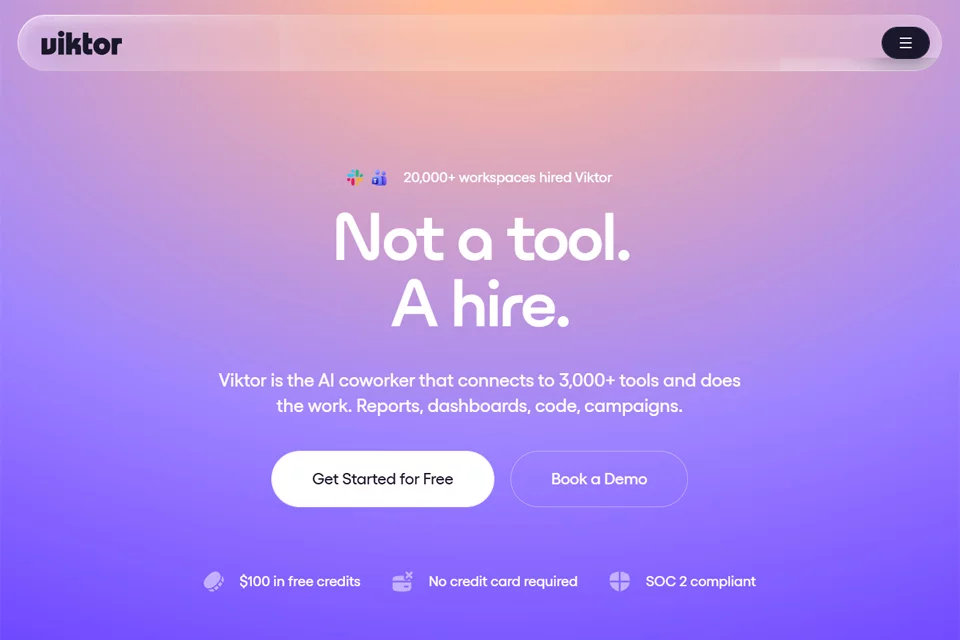 viktor
20,000+ workspaces hired Viktor
Not a tool.
A hire.
Viktor is the AI coworker that connects to 3,000+ tools and does
the work. Reports, dashboards, code, campaigns.
Get Started for Free
Book a Demo
$100 in free credits
No credit card required
SOC 2 compliant